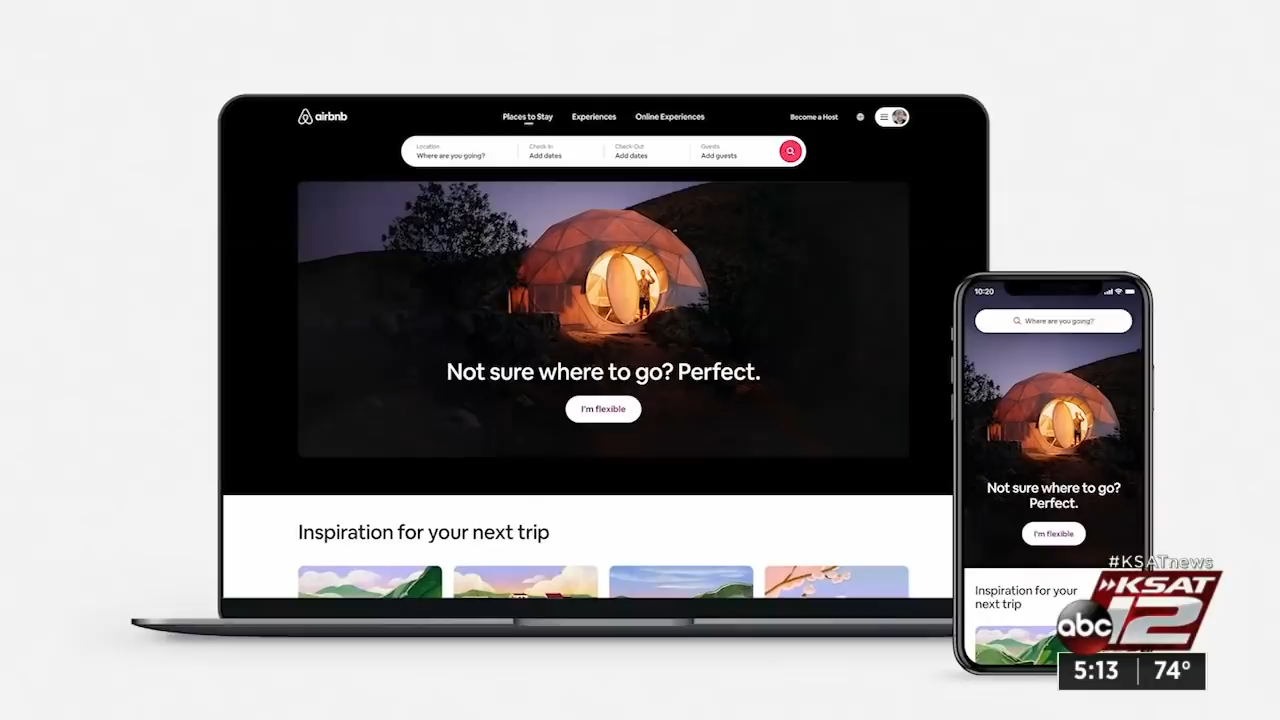 airbnb
Places to Stay Experiences Online Experiences
Become a Host
Location Check In Check Out Guests
Where are you going? Add dates Add dates Add guests
Not sure where to go? Perfect.
I'm flexible
Inspiration for your next trip
10:20
Where are you going?
Not sure where to go?
Perfect.
I'm flexible
Inspiration for your
next trip
#KSATnews
KSAT
abc 12
5:13 74°